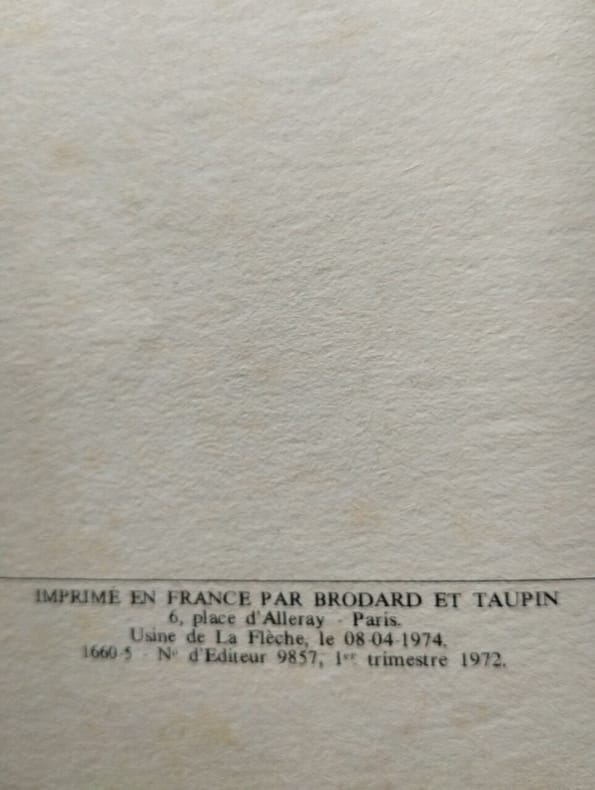 IMPRIMÉ EN FRANCE PAR BRODARD ET TAUPIN
6, place d'Alleray - Paris.
Usine de La Flèche, le 08-04-1974.
1660-5 - Nº d'Editeur 9857, 1er trimestre 1972.